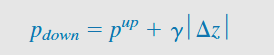 p_down = p^up + γ|Δz|